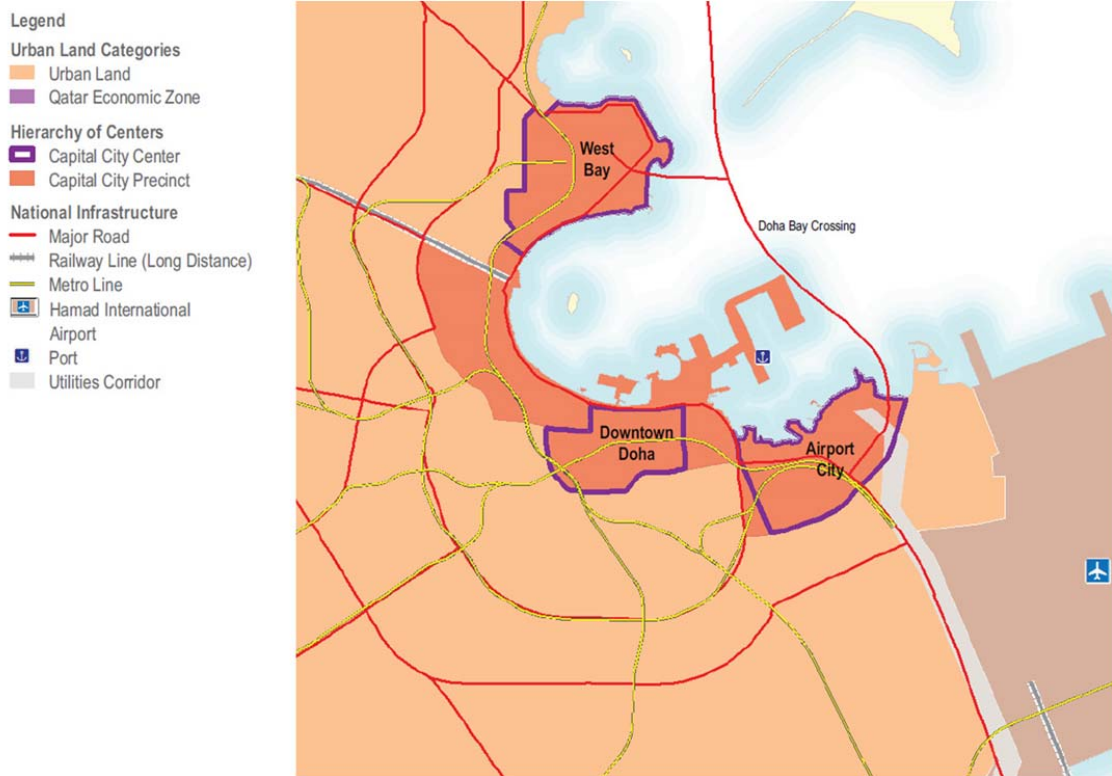 Legend
Urban Land Categories
Urban Land
Qatar Economic Zone
Hierarchy of Centers
Capital City Center
Capital City Precinct
National Infrastructure
Major Road
Railway Line (Long Distance)
Metro Line
Hamad International
Airport
Port
Utilities Corridor
West
Bay
Doha Bay Crossing
Downtown
Doha
Airport
City